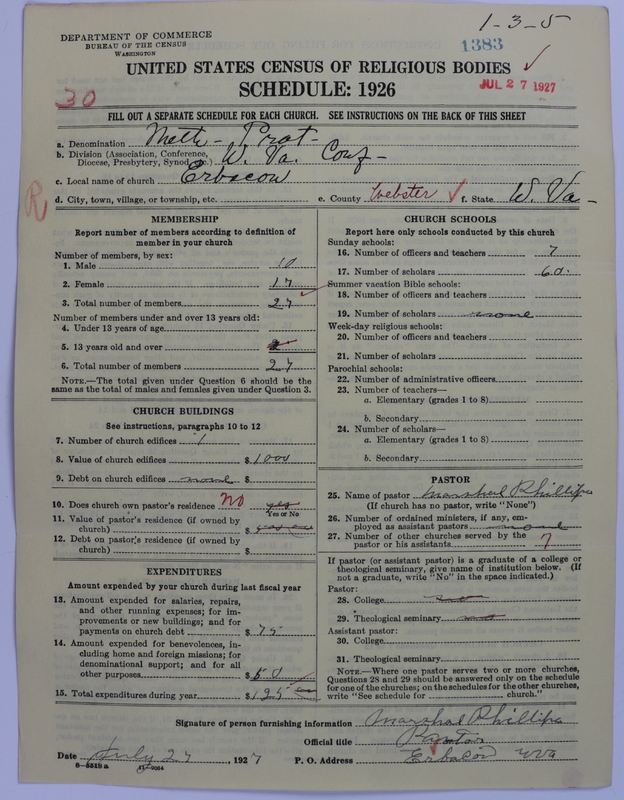 1-3-5
DEPARTMENT OF COMMERCE
BUREAU OF THE CENSUS
WASHINGTON
1383
UNITED STATES CENSUS OF RELIGIOUS BODIES
JUL 27 1927
SCHEDULE: 1926
30
FILL OUT A SEPARATE SCHEDULE FOR EACH CHURCH. SEE INSTRUCTIONS ON THE BACK OF THIS SHEET
a. Denomination Meth- Prot-
b. Division (Association, Conference, Diocese, Presbytery, Synod, etc.) W. Va. Conf-
c. Local name of church Erbacow
d. City, town, village, or township, etc. e. County Webster f. State W. Va-
R
MEMBERSHIP
Report number of members according to definition of
member in your church
Number of members, by sex:
1. Male 10
2. Female 17
3. Total number of members 27
Number of members under and over 13 years old:
4. Under 13 years of age
5. 13 years old and over
6. Total number of members 27
NOTE.—The total given under Question 6 should be the
same as the total of males and females given under Question 3.
CHURCH BUILDINGS
See instructions, paragraphs 10 to 12
7. Number of church edifices 1
8. Value of church edifices $ 1000
9. Debt on church edifices none
10. Does church own pastor's residence? No yes
Yes or No
11. Value of pastor's residence (if owned by
church) $
12. Debt on pastor's residence (if owned by
church) $
EXPENDITURES
Amount expended by your church during last fiscal year
13. Amount expended for salaries, repairs,
and other running expenses; for im-
provements or new buildings; and for
payments on church debt $ 75
14. Amount expended for benevolences, in-
cluding home and foreign missions; for
denominational support; and for all
other purposes $ 50
15. Total expenditures during year $ 125
CHURCH SCHOOLS
Report here only schools conducted by this church
Sunday schools:
16. Number of officers and teachers 7
17. Number of scholars 60.
Summer vacation Bible schools:
18. Number of officers and teachers
19. Number of scholars none
Week-day religious schools:
20. Number of officers and teachers
21. Number of scholars
Parochial schools:
22. Number of administrative officers
23. Number of teachers—
a. Elementary (grades 1 to 8)
b. Secondary
24. Number of scholars—
a. Elementary (grades 1 to 8)
b. Secondary
PASTOR
25. Name of pastor Marshal Phillips
(If church has no pastor, write "None")
26. Number of ordained ministers, if any, em-
ployed as assistant pastors none
27. Number of other churches served by the
pastor or his assistants 7
If pastor (or assistant pastor) is a graduate of a college or
theological seminary, give name of institution below. (If
not a graduate, write "No" in the space indicated.)
Pastor:
28. College
29. Theological seminary
Assistant pastor:
30. College
31. Theological seminary
NOTE.—Where one pastor serves two or more churches,
Questions 28 and 29 should be answered only on the schedule
for one of the churches; on the schedules for the other churches,
write "See schedule for church."
Signature of person furnishing information Marshal Phillips
Official title Pastor
Date July 27, 1927 P. O. Address Erbacow WVa
8-5518a